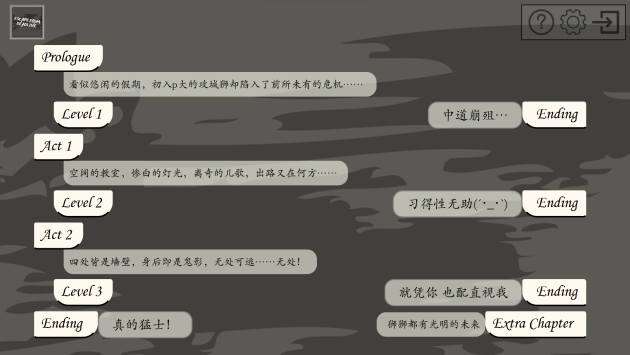 ESCAPE FROM
DEADLINE
Prologue
看似悠闲的假期，初入p大的攻城狮却陷入了前所未有的危机……
Level 1
中道崩殂…
Ending
Act 1
空阔的教室，惨白的灯光，离奇的儿歌，出路又在何方……
Level 2
习得性无助(´･_･`)
Ending
Act 2
四处皆是墙壁，身后即是鬼影，无处可逃……无处！
Level 3
就凭你 也配直视我
Ending
Ending
真的猛士！
狮狮都有光明的未来
Extra Chapter